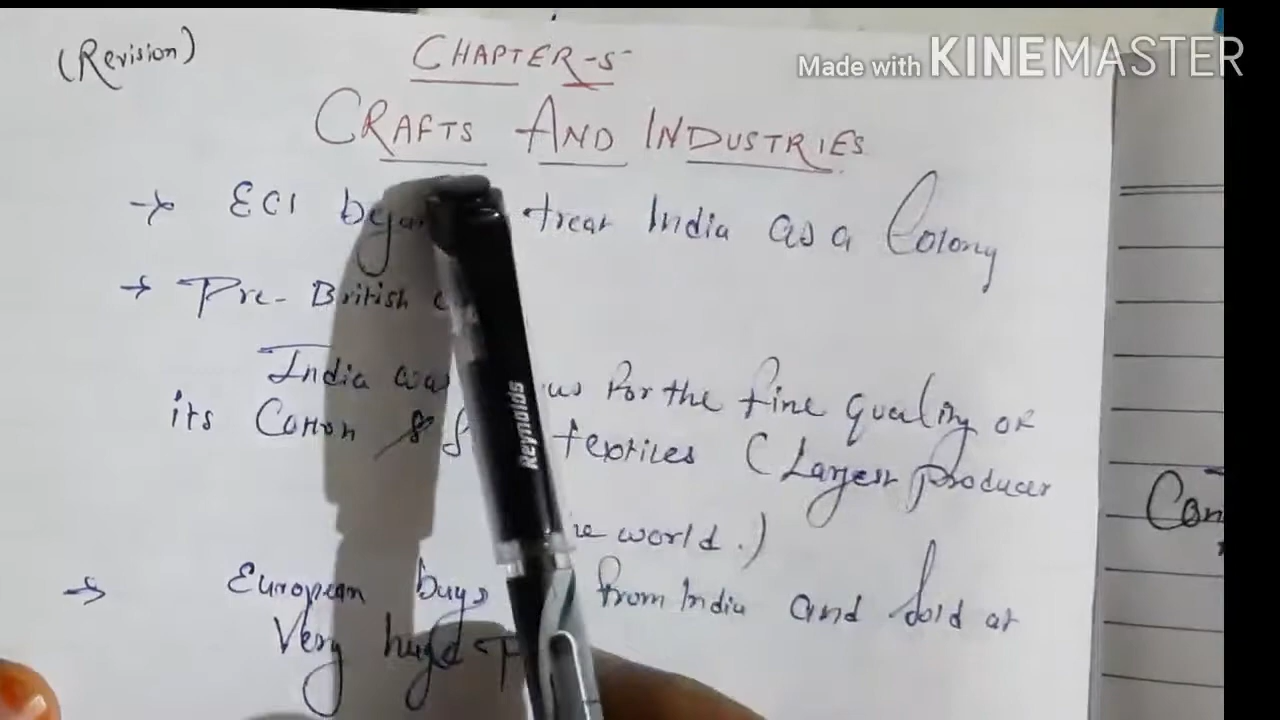 (Revision)
CHAPTER-5
Made with KINEMASTER
CRAFTS AND INDUSTRIES
→ ECI treat India as a Colony
→ Pre-British
India was for the fine quality of
its Cotton & textiles (Largest producer
world.)
Reynolds
→ European buys from India and sold at
Very huge